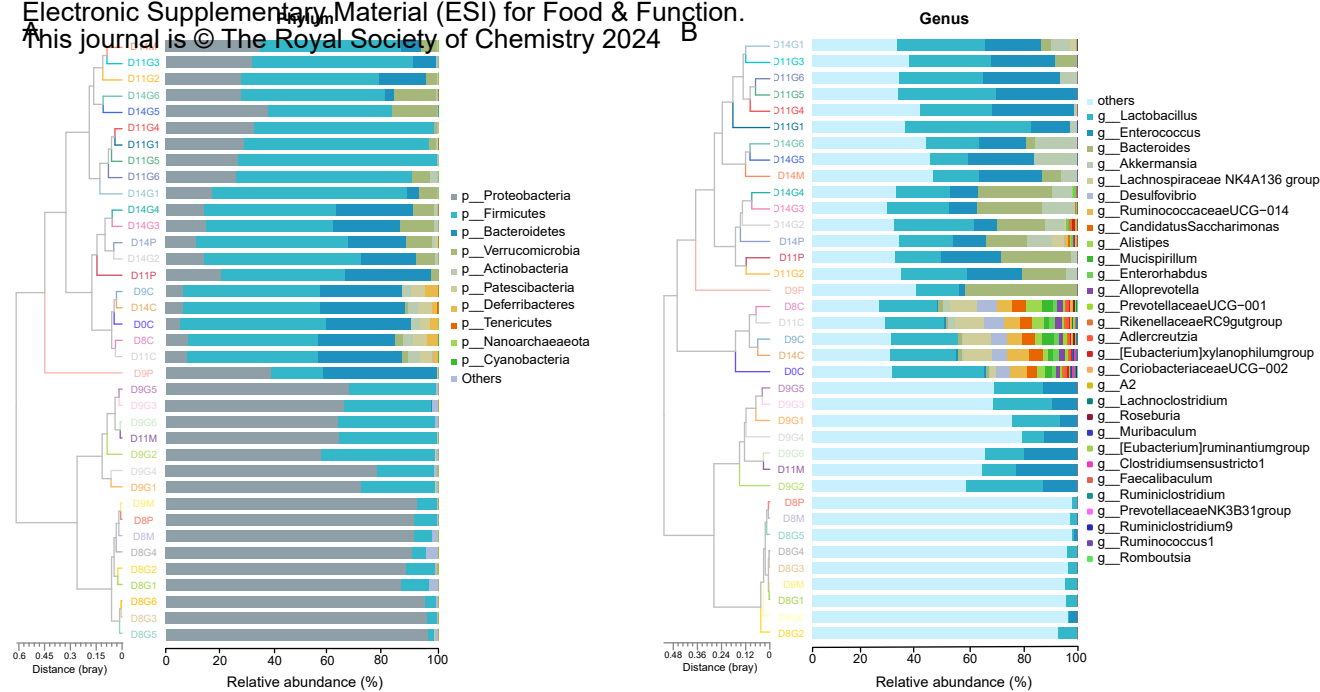 Electronic Supplementary Material (ESI) for Food & Function.
This journal is © The Royal Society of Chemistry 2024
A
Phylum
D14M
D11G3
D11G2
D14G6
D14G5
D11G4
D11G1
D11G5
D11G6
D14G1
D14G4
D14G3
D14P
D14G2
D11P
D9C
D14C
D0C
D8C
D11C
D9P
D9G5
D9G3
D9G6
D11M
D9G2
D9G4
D9G1
D9M
D8P
D8M
D8G4
D8G2
D8G1
D8G6
D8G3
D8G5
0.6 0.45 0.3 0.15 0
Distance (bray)
0 20 40 60 80 100
Relative abundance (%)
p__Proteobacteria
p__Firmicutes
p__Bacteroidetes
p__Verrucomicrobia
p__Actinobacteria
p__Patescibacteria
p__Deferribacteres
p__Tenericutes
p__Nanoarchaeaeota
p__Cyanobacteria
Others
B
Genus
D14G1
D11G3
D11G6
D11G5
D11G4
D11G1
D14G6
D14G5
D14M
D14G4
D14G3
D14G2
D14P
D11P
D11G2
D9P
D8C
D11C
D9C
D14C
D0C
D9G5
D9G3
D9G1
D9G4
D9G6
D11M
D9G2
D8P
D8M
D8G5
D8G4
D8G3
D9M
D8G1
D8G6
D8G2
0.48 0.36 0.24 0.12 0
Distance (bray)
0 20 40 60 80 100
Relative abundance (%)
others
g__Lactobacillus
g__Enterococcus
g__Bacteroides
g__Akkermansia
g__Lachnospiraceae NK4A136 group
g__Desulfovibrio
g__RuminococcaceaeUCG−014
g__CandidatusSaccharimonas
g__Alistipes
g__Mucispirillum
g__Enterorhabdus
g__Alloprevotella
g__PrevotellaceaeUCG−001
g__RikenellaceaeRC9gutgroup
g__Adlercreutzia
g__[Eubacterium]xylanophilumgroup
g__CoriobacteriaceaeUCG−002
g__A2
g__Lachnoclostridium
g__Roseburia
g__Muribaculum
g__[Eubacterium]ruminantiumgroup
g__Clostridiumsensustricto1
g__Faecalibaculum
g__Ruminiclostridium
g__PrevotellaceaeNK3B31group
g__Ruminiclostridium9
g__Ruminococcus1
g__Romboutsia